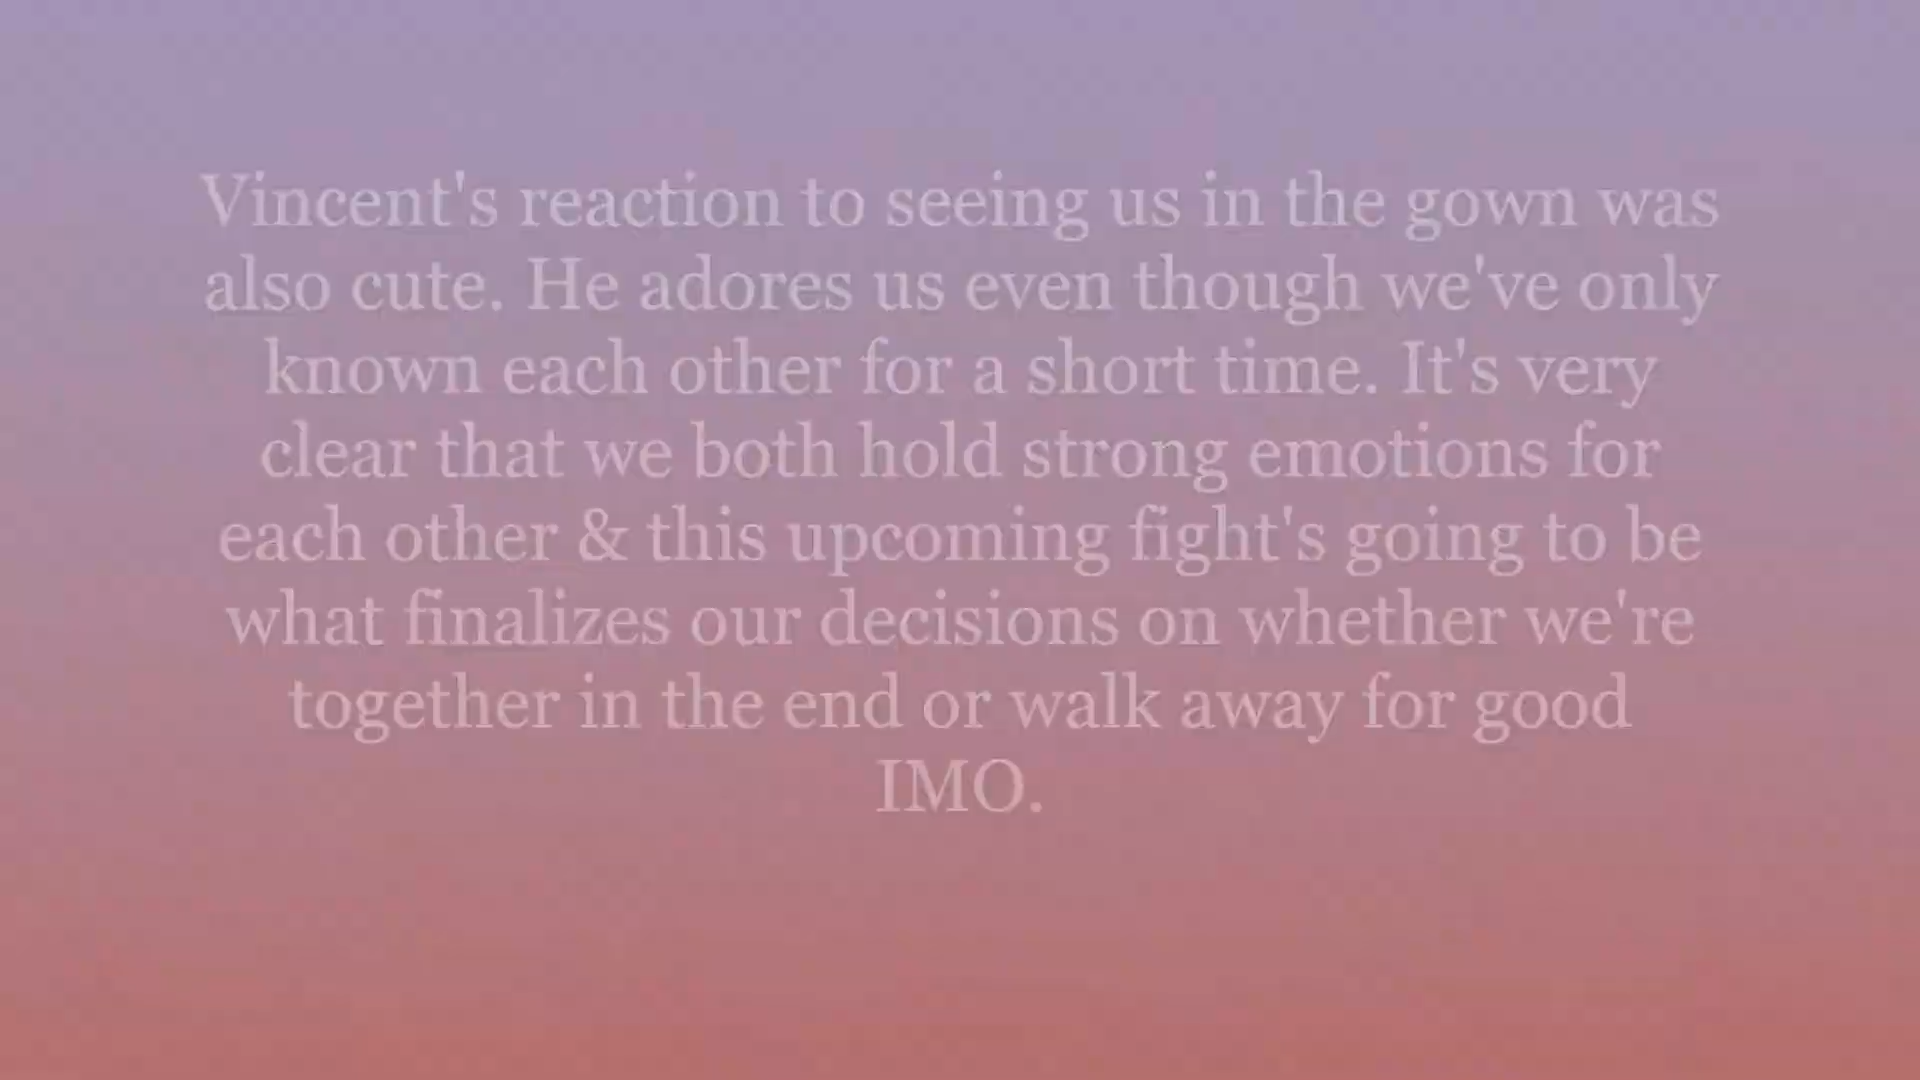 Vincent's reaction to seeing us in the gown was
also cute. He adores us even though we've only
known each other for a short time. It's very
clear that we both hold strong emotions for
each other & this upcoming fight's going to be
what finalizes our decisions on whether we're
together in the end or walk away for good
IMO.